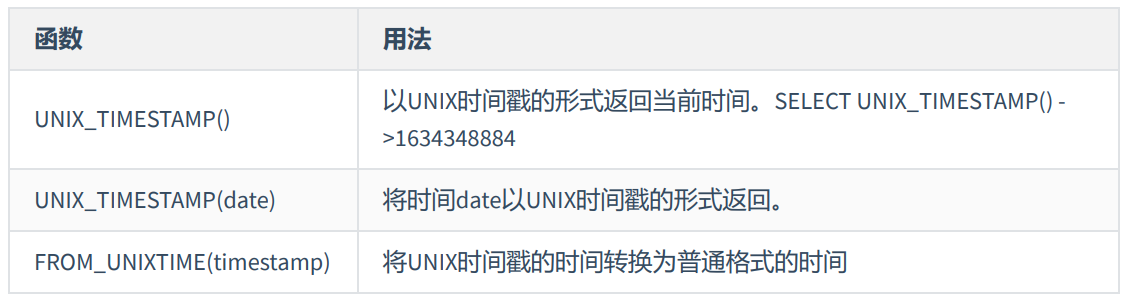 函数
用法
UNIX_TIMESTAMP()
以UNIX时间戳的形式返回当前时间。SELECT UNIX_TIMESTAMP() -
>1634348884
UNIX_TIMESTAMP(date)
将时间date以UNIX时间戳的形式返回。
FROM_UNIXTIME(timestamp)
将UNIX时间戳的时间转换为普通格式的时间